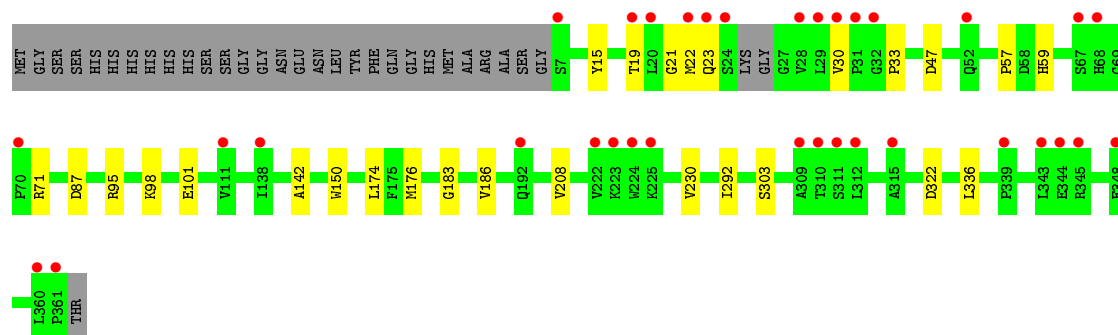 MET GLY SER SER HIS HIS HIS HIS HIS HIS SER SER GLY GLY ASN GLU ASN LEU TYR PHE GLN GLY HIS MET ALA ARG ALA SER GLY S7 Y15 T19 L20 G21 M22 Q23 S24 LYS GLY G27 V28 L29 V30 P31 G32 P33 D47 Q52 P57 D58 H59 S67 H68
R71 D87 R95 K98 E101 V111 I138 A142 W150 L174 F175 M176 G183 V186 Q192 V208 V222 K223 W224 K225 V230 I292 S303 A309 T310 S311 L312 A315 D322 L336 P339 L343 E344 R345
L360 P361 THR